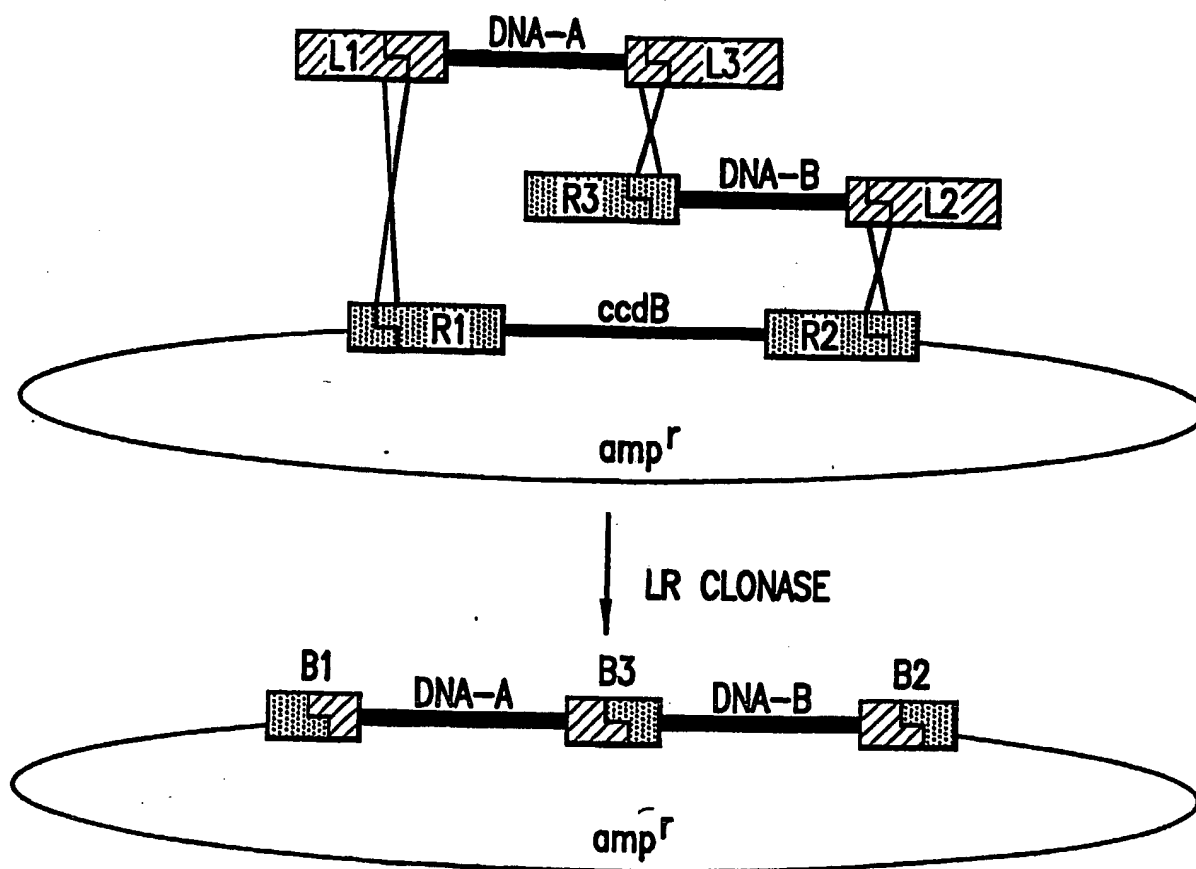 DNA-A
L1
L3
DNA-B
R3
L2
ccdB
R1
R2
amp^r
LR CLONASE
B1
B3
B2
DNA-A
DNA-B
amp^r